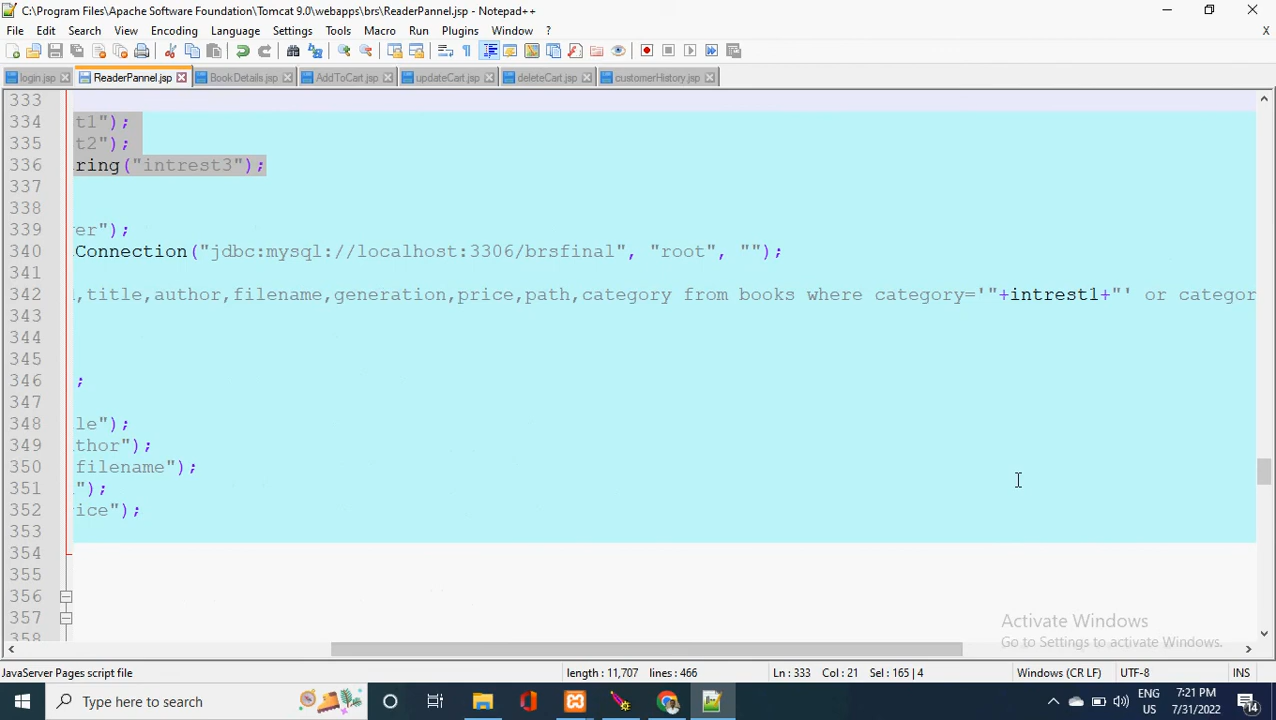 C:\Program Files\Apache Software Foundation\Tomcat 9.0\webapps\brs\ReaderPannel.jsp - Notepad++
File Edit Search View Encoding Language Settings Tools Macro Run Plugins Window ? X
login.jsp ReaderPannel.jsp BookDetails.jsp AddToCart.jsp updateCart.jsp deleteCart.jsp customerHistory.jsp
333
334 t1");
335 t2");
336 ring("intrest3");
337
338
339 er");
340 Connection("jdbc:mysql://localhost:3306/brsfinal", "root", "");
341
342 ,title,author,filename,generation,price,path,category from books where category='"+intrest1+"' or categor
343
344
345
346 ;
347
348 le");
349 thor");
350 filename");
351 ");
352 ice");
353
354
355
356
357
358
Activate Windows
Go to Settings to activate Windows.
JavaServer Pages script file length : 11,707 lines : 466 Ln : 333 Col : 21 Sel : 165 | 4 Windows (CR LF) UTF-8 INS
Type here to search
ENG
US
7:21 PM
7/31/2022
14